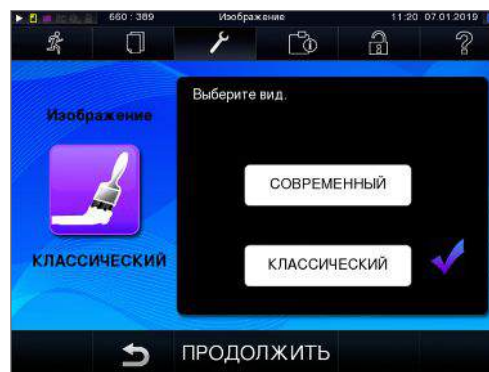 660 : 389
Изображение
11:20 07.01.2019
Изображение
Выберите вид.
СОВРЕМЕННЫЙ
КЛАССИЧЕСКИЙ
КЛАССИЧЕСКИЙ
ПРОДОЛЖИТЬ